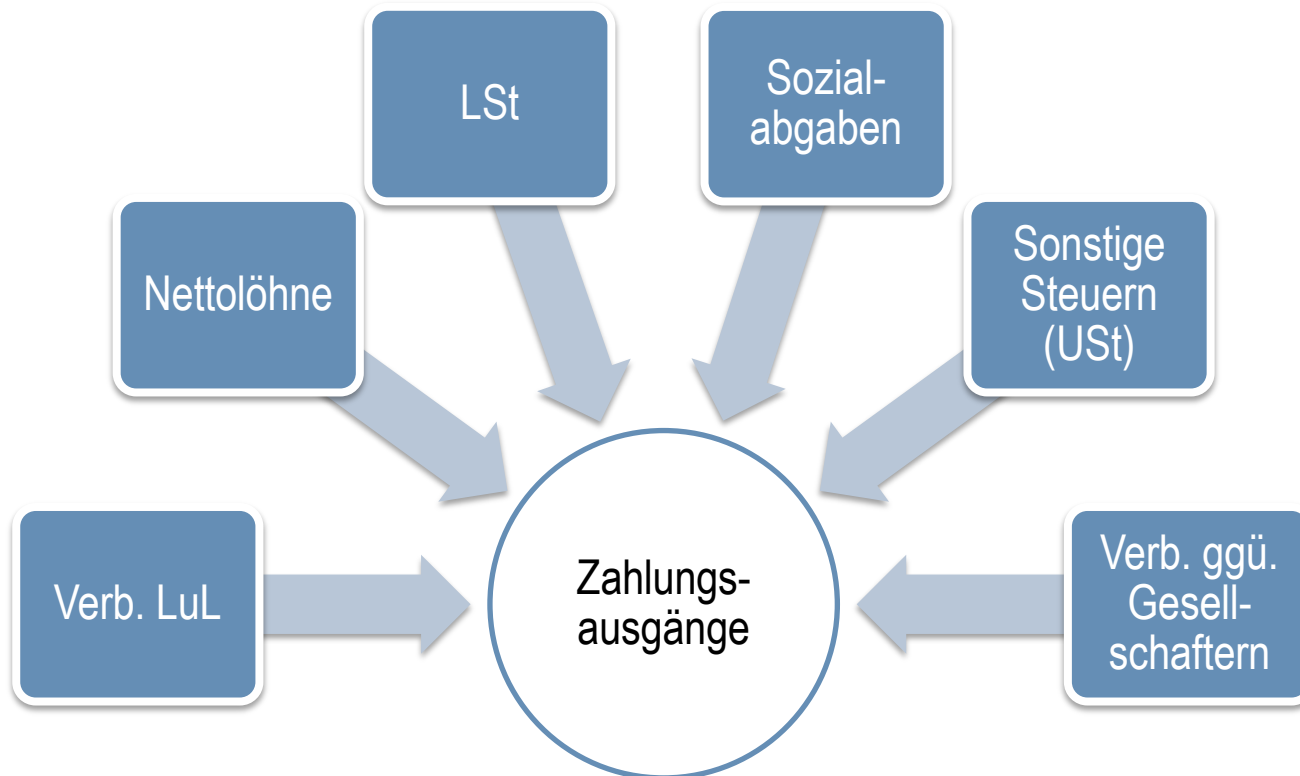 LSt
Sozial-
abgaben
Nettolöhne
Sonstige
Steuern
(USt)
Verb. LuL
Zahlungs-
ausgänge
Verb. ggü.
Gesell-
schaftern